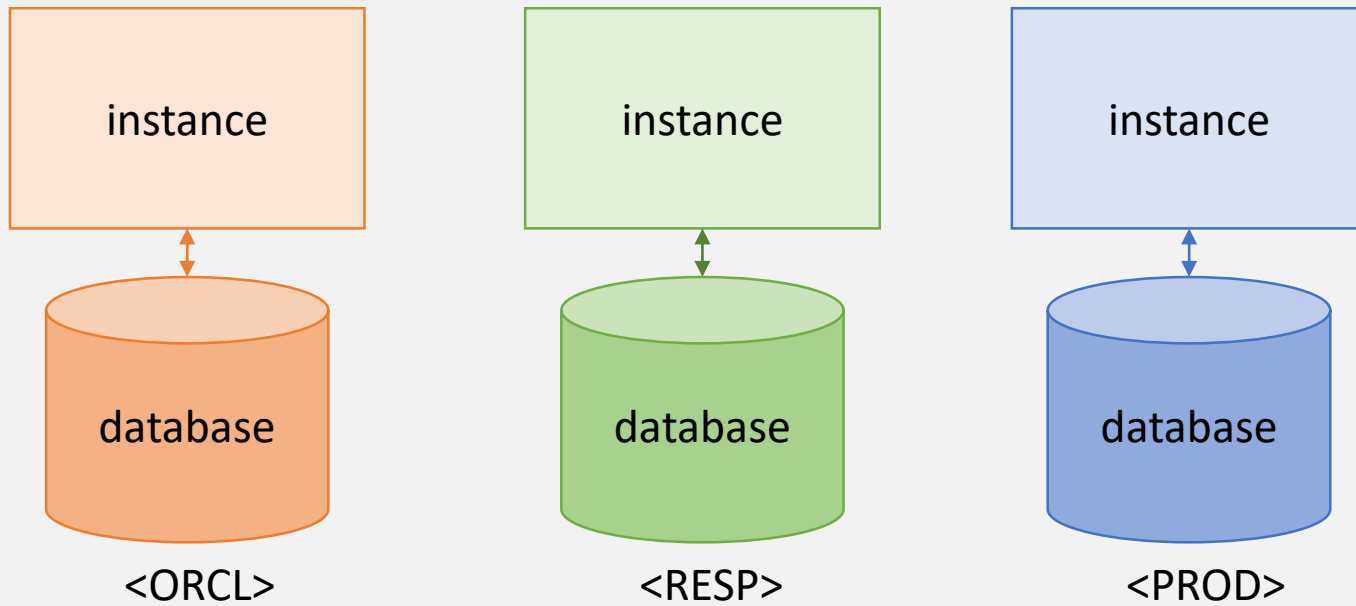 instance instance instance
database database database
<ORCL> <RESP> <PROD>